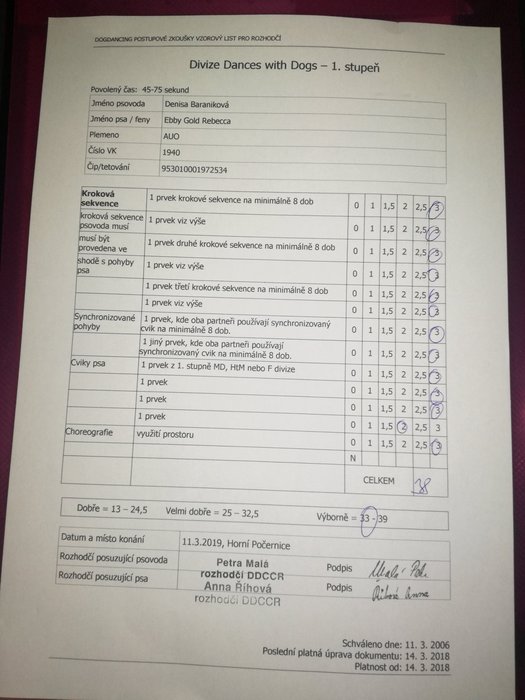 DOGDANCING POSTUPOVÉ ZKOUŠKY VZOROVÝ LIST PRO ROZHODČÍ
Divize Dances with Dogs – 1. stupeň
Povolený čas: 45-75 sekund
Jméno psovoda Denisa Baraniková
Jméno psa / feny Ebby Gold Rebecca
Plemeno AUO
Číslo VK 1940
Čip/tetování 953010001972534
Kroková sekvence 1 prvek krokové sekvence na minimálně 8 dob 0 1 1,5 2 2,5 3
kroková sekvence psovoda musí 1 prvek viz výše 0 1 1,5 2 2,5 3
musí být provedena ve 1 prvek druhé krokové sekvence na minimálně 8 dob 0 1 1,5 2 2,5 3
shodě s pohyby psa 1 prvek viz výše 0 1 1,5 2 2,5 3
1 prvek třetí krokové sekvence na minimálně 8 dob 0 1 1,5 2 2,5 3
1 prvek viz výše 0 1 1,5 2 2,5 3
Synchronizované pohyby 1 prvek, kde oba partneři používají synchronizovaný cvik na minimálně 8 dob. 0 1 1,5 2 2,5 3
1 jiný prvek, kde oba partneři používají synchronizovaný cvik na minimálně 8 dob. 0 1 1,5 2 2,5 3
Cviky psa 1 prvek z 1. stupně MD, HtM nebo F divize 0 1 1,5 2 2,5 3
1 prvek 0 1 1,5 2 2,5 3
1 prvek 0 1 1,5 2 2,5 3
1 prvek 0 1 1,5 2 2,5 3
Choreografie využití prostoru 0 1 1,5 2 2,5 3
N
CELKEM 38
Dobře = 13 – 24,5 Velmi dobře = 25 – 32,5 Výborně = 33 - 39
Datum a místo konání 11.3.2019, Horní Počernice
Rozhodčí posuzující psovoda Petra Malá rozhodčí DDCCR Podpis
Rozhodčí posuzující psa Anna Říhová rozhodčí DDCCR Podpis Říhová Anna
Schváleno dne: 11. 3. 2006
Poslední platná úprava dokumentu: 14. 3. 2018
Platnost od: 14. 3. 2018